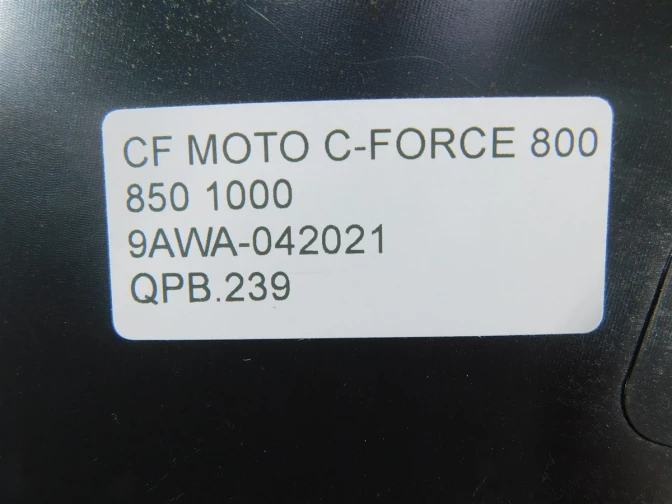 CF MOTO C-FORCE 800
850 1000
9AWA-042021
QPB.239